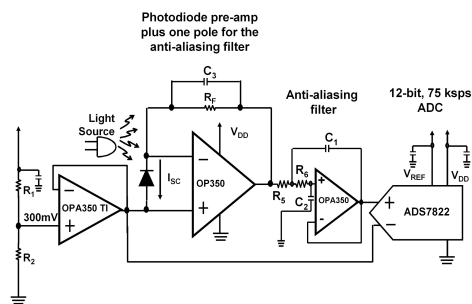 Photodiode pre-amp
plus one pole for the
anti-aliasing filter
C3
RF
Light
Source
VDD
ISC
OP350
R1
300mV
R2
OPA350 TI
Anti-aliasing
filter
C1
R6
R5
C2
OPA350
12-bit, 75 ksps
ADC
VREF
VDD
ADS7822